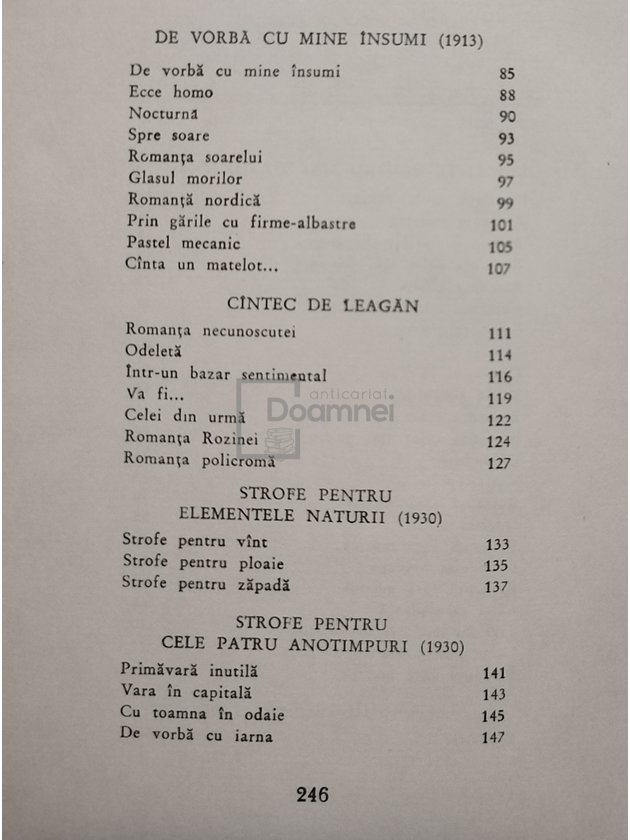 DE VORBĂ CU MINE ÎNSUMI (1913)
De vorbă cu mine însumi 85
Ecce homo 88
Nocturnă 90
Spre soare 93
Romanța soarelui 95
Glasul morilor 97
Romanță nordică 99
Prin gările cu firme-albastre 101
Pastel mecanic 105
Cînta un matelot... 107
CÎNTEC DE LEAGĂN
Romanța necunoscutei 111
Odeletă 114
Într-un bazar sentimental 116
Va fi... 119
Celei din urmă 122
Romanța Rozinei 124
Romanța policromă 127
anticariat
Doamnei
STROFE PENTRU
ELEMENTELE NATURII (1930)
Strofe pentru vînt 133
Strofe pentru ploaie 135
Strofe pentru zăpadă 137
STROFE PENTRU
CELE PATRU ANOTIMPURI (1930)
Primăvară inutilă 141
Vara în capitală 143
Cu toamna în odaie 145
De vorbă cu iarna 147
246